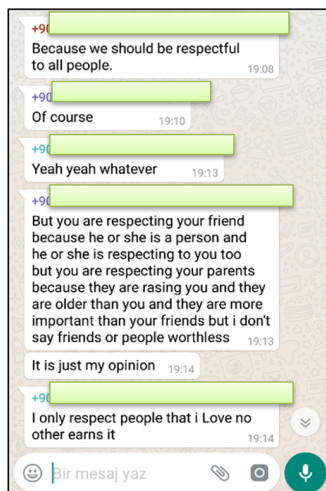 +90
Because we should be respectful
to all people.
19:08
+90
Of course
19:10
+90
Yeah yeah whatever
19:13
+90
But you are respecting your friend
because he or she is a person and
he or she is respecting to you too
but you are respecting your parents
because they are rasing you and they
are older than you and they are more
important than your friends but i don't
say friends or people worthless
19:13
It is just my opinion
19:14
+90
I only respect people that i Love no
other earns it
19:14
Bir mesaj yaz